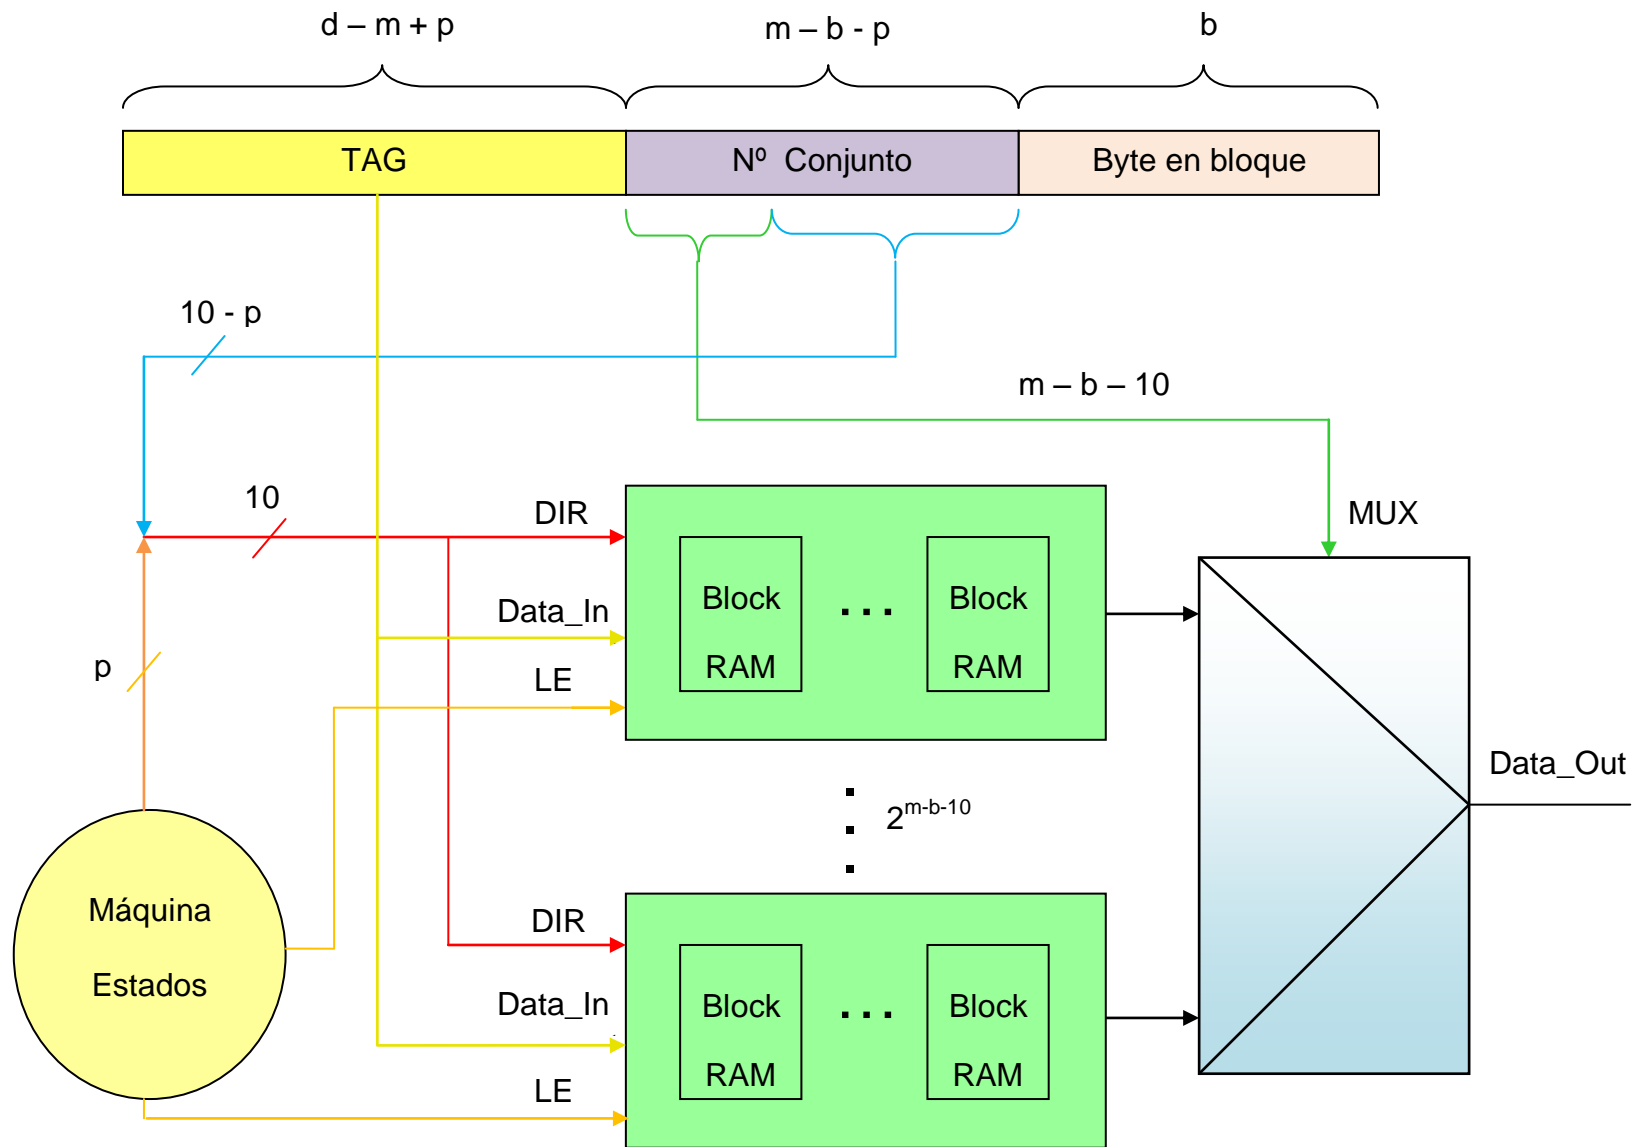 d – m + p
m – b - p
b
TAG
Nº Conjunto
Byte en bloque
10 - p
m – b – 10
10
DIR
MUX
Block
RAM
. . .
Block
RAM
Data_In
p
LE
Data_Out
2^m-b-10
Máquina
Estados
DIR
Block
RAM
. . .
Block
RAM
Data_In
LE